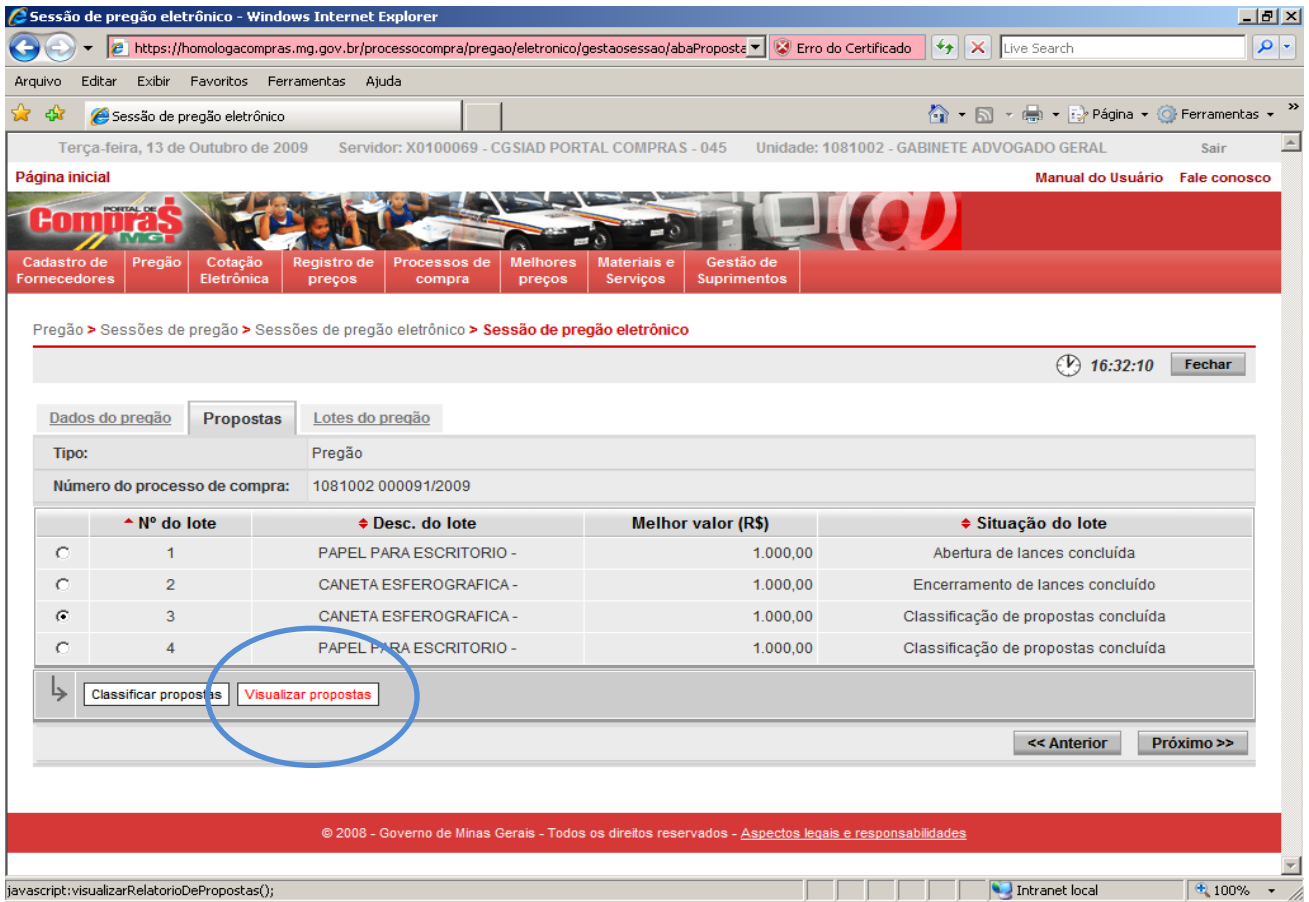 Sessão de pregão eletrônico - Windows Internet Explorer
https://homologacompras.mg.gov.br/processocompra/pregao/eletronico/gestaosessao/abaProposta
Erro do Certificado
Live Search
Arquivo Editar Exibir Favoritos Ferramentas Ajuda
Sessão de pregão eletrônico
Página
Ferramentas
»
Terça-feira, 13 de Outubro de 2009 Servidor: X0100069 - CGSIAD PORTAL COMPRAS - 045 Unidade: 1081002 - GABINETE ADVOGADO GERAL Sair
Página inicial
Manual do Usuário Fale conosco
PORTAL DE
CompraS
MG
@
Cadastro de Fornecedores
Pregão
Cotação Eletrônica
Registro de preços
Processos de compra
Melhores preços
Materiais e Serviços
Gestão de Suprimentos
Pregão > Sessões de pregão > Sessões de pregão eletrônico > Sessão de pregão eletrônico
16:32:10 Fechar
Dados do pregão Propostas Lotes do pregão
Tipo: Pregão
Número do processo de compra: 1081002 000091/2009
Nº do lote Desc. do lote Melhor valor (R$) Situação do lote
1 PAPEL PARA ESCRITORIO - 1.000,00 Abertura de lances concluída
2 CANETA ESFEROGRAFICA - 1.000,00 Encerramento de lances concluído
3 CANETA ESFEROGRAFICA - 1.000,00 Classificação de propostas concluída
4 PAPEL PARA ESCRITORIO - 1.000,00 Classificação de propostas concluída
Classificar propostas Visualizar propostas
<< Anterior Próximo >>
© 2008 - Governo de Minas Gerais - Todos os direitos reservados - Aspectos legais e responsabilidades
javascript:visualizarRelatorioDePropostas();
Intranet local
100%